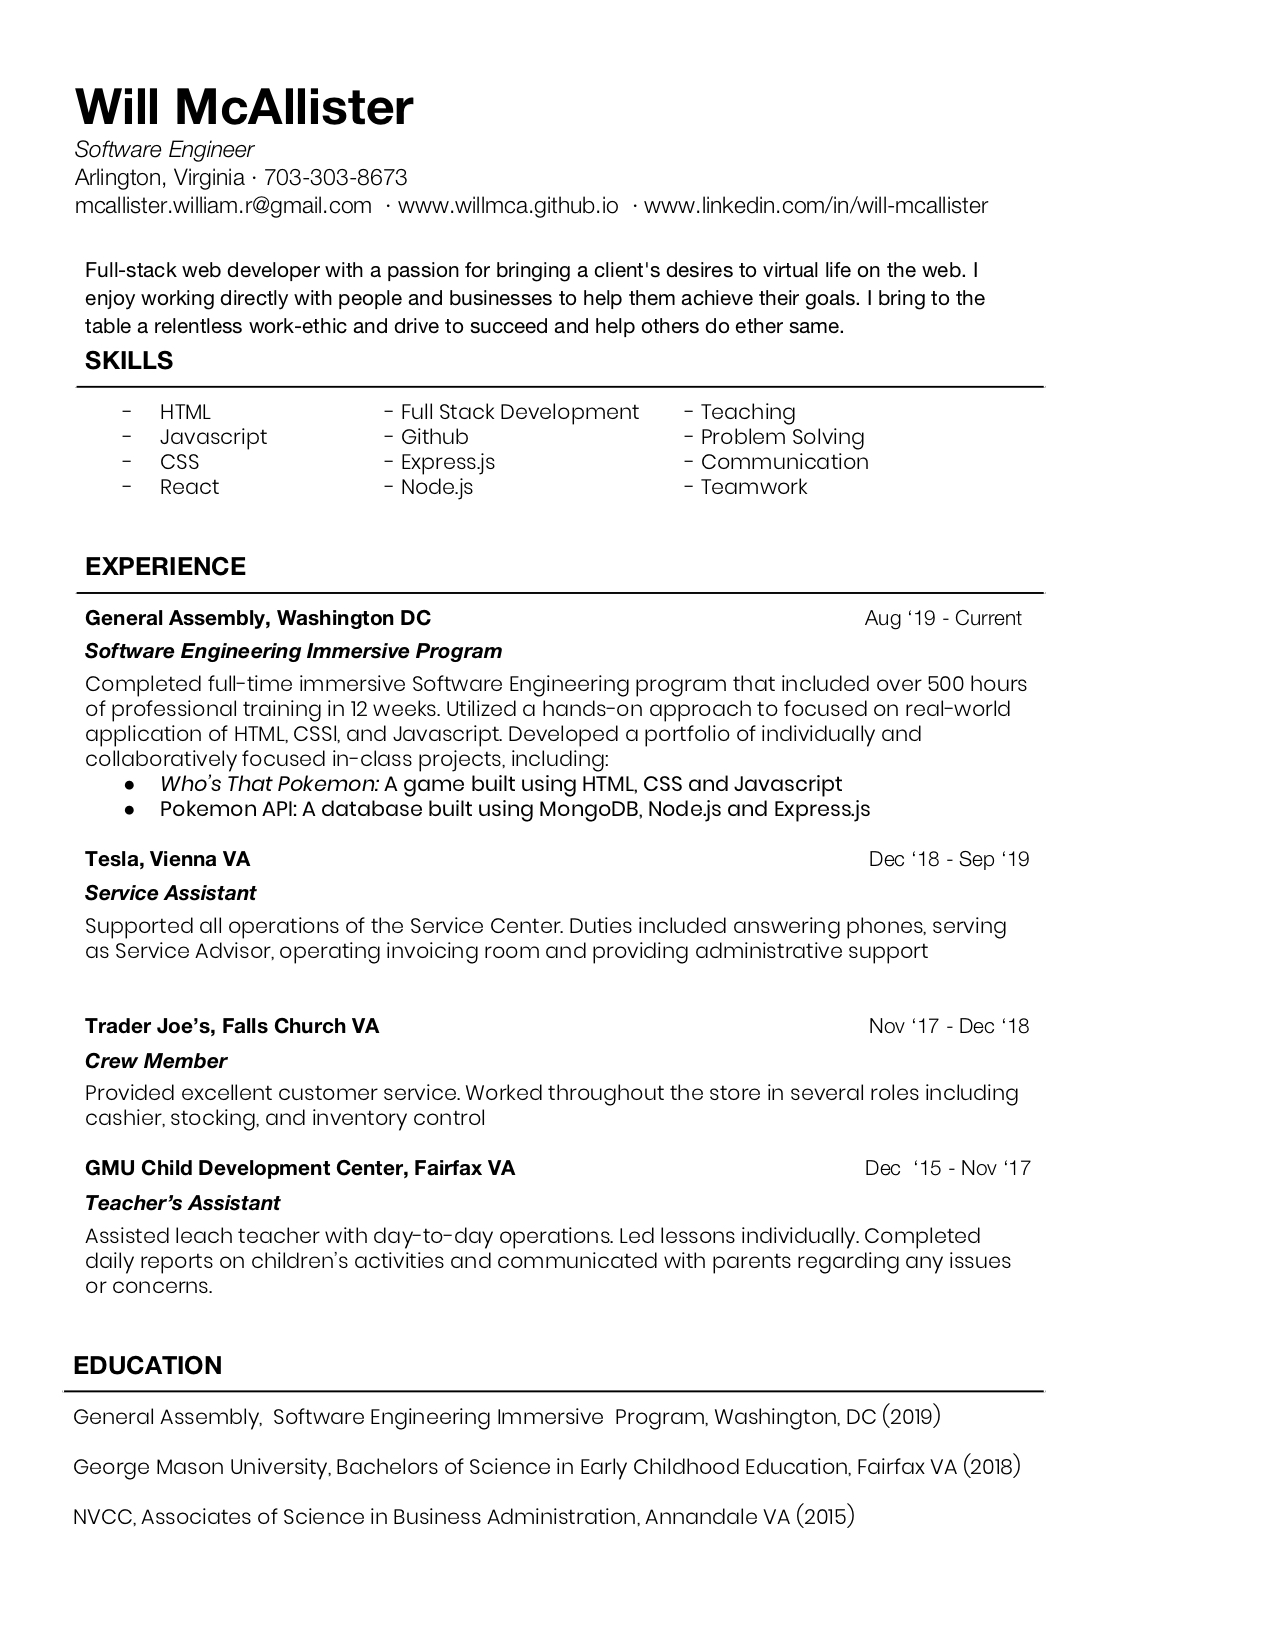 Will McAllister
Software Engineer
Arlington, Virginia · 703-303-8673
mcallister.william.r@gmail.com · www.willmca.github.io · www.linkedin.com/in/will-mcallister
Full-stack web developer with a passion for bringing a client's desires to virtual life on the web. I
enjoy working directly with people and businesses to help them achieve their goals. I bring to the
table a relentless work-ethic and drive to succeed and help others do ether same.
SKILLS
- HTML - Full Stack Development - Teaching
- Javascript - Github - Problem Solving
- CSS - Express.js - Communication
- React - Node.js - Teamwork
EXPERIENCE
General Assembly, Washington DC Aug ‘19 - Current
Software Engineering Immersive Program
Completed full-time immersive Software Engineering program that included over 500 hours
of professional training in 12 weeks. Utilized a hands-on approach to focused on real-world
application of HTML, CSSl, and Javascript. Developed a portfolio of individually and
collaboratively focused in-class projects, including:
● Who’s That Pokemon: A game built using HTML, CSS and Javascript
● Pokemon API: A database built using MongoDB, Node.js and Express.js
Tesla, Vienna VA Dec ‘18 - Sep ‘19
Service Assistant
Supported all operations of the Service Center. Duties included answering phones, serving
as Service Advisor, operating invoicing room and providing administrative support
Trader Joe’s, Falls Church VA Nov ‘17 - Dec ‘18
Crew Member
Provided excellent customer service. Worked throughout the store in several roles including
cashier, stocking, and inventory control
GMU Child Development Center, Fairfax VA Dec ‘15 - Nov ‘17
Teacher’s Assistant
Assisted leach teacher with day-to-day operations. Led lessons individually. Completed
daily reports on children’s activities and communicated with parents regarding any issues
or concerns.
EDUCATION
General Assembly, Software Engineering Immersive Program, Washington, DC (2019)
George Mason University, Bachelors of Science in Early Childhood Education, Fairfax VA (2018)
NVCC, Associates of Science in Business Administration, Annandale VA (2015)